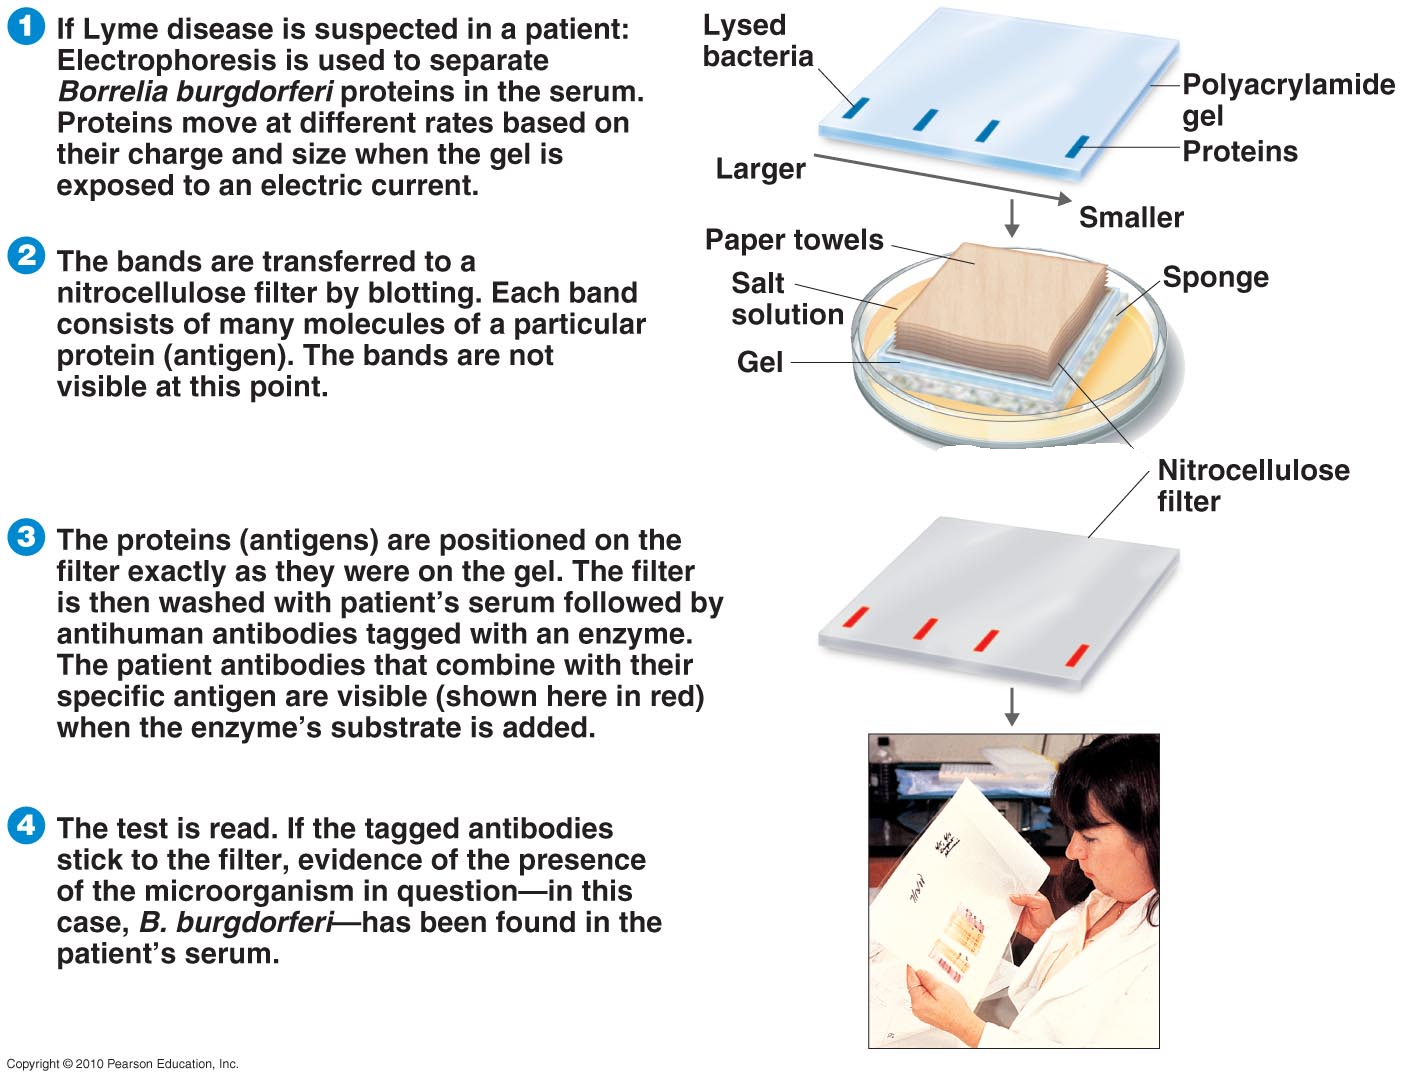 1 If Lyme disease is suspected in a patient:
Electrophoresis is used to separate
Borrelia burgdorferi proteins in the serum.
Proteins move at different rates based on
their charge and size when the gel is
exposed to an electric current.
Lysed
bacteria
Polyacrylamide
gel
Proteins
Larger
Smaller
2 The bands are transferred to a
nitrocellulose filter by blotting. Each band
consists of many molecules of a particular
protein (antigen). The bands are not
visible at this point.
Paper towels
Salt
solution
Gel
Sponge
Nitrocellulose
filter
3 The proteins (antigens) are positioned on the
filter exactly as they were on the gel. The filter
is then washed with patient’s serum followed by
antihuman antibodies tagged with an enzyme.
The patient antibodies that combine with their
specific antigen are visible (shown here in red)
when the enzyme’s substrate is added.
4 The test is read. If the tagged antibodies
stick to the filter, evidence of the presence
of the microorganism in question—in this
case, B. burgdorferi—has been found in the
patient’s serum.
Copyright © 2010 Pearson Education, Inc.